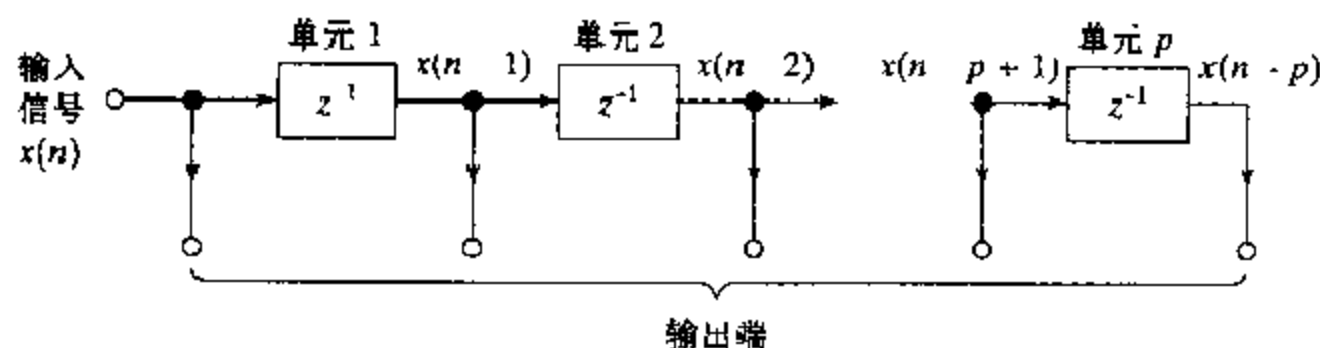 单元 1
单元 2
单元 p
输入
信号
x(n)
z⁻¹
x(n 1)
z⁻¹
x(n 2)
x(n p + 1)
z⁻¹
x(n - p)
输出端